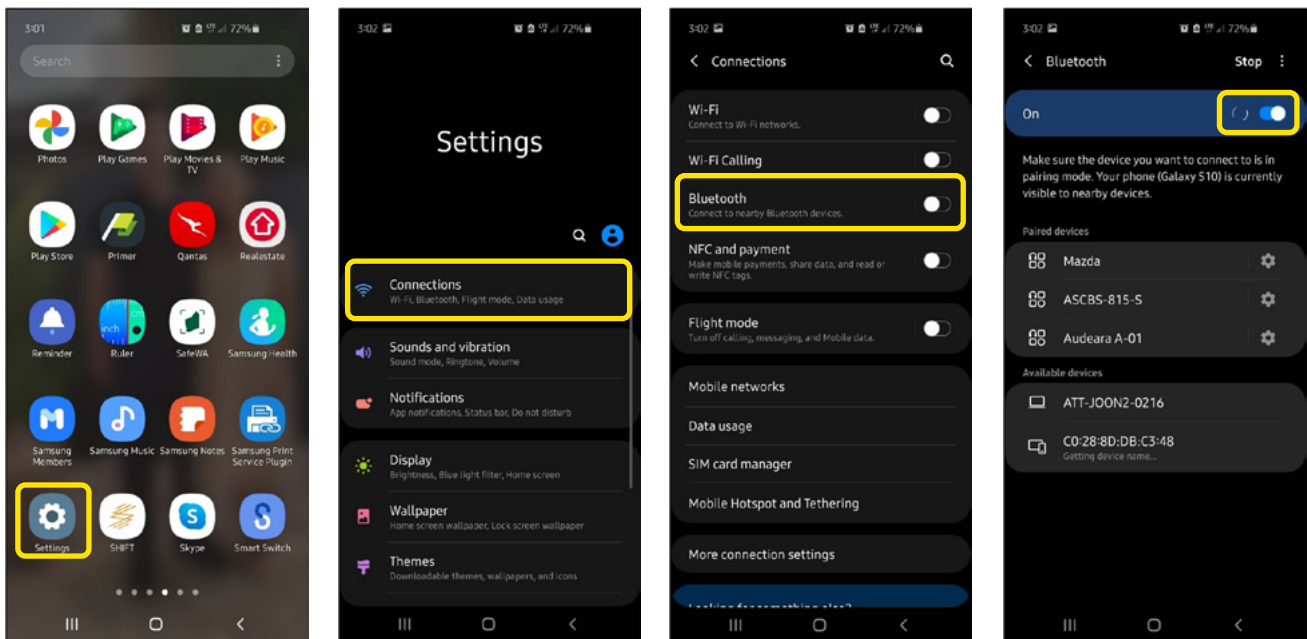 3:01
72%
Search
Photos
Play Games
Play Movies &
TV
Play Music
Play Store
Primer
Qantas
Realestate
inch
cm
Reminder
Ruler
SafeWA
Samsung Health
Samsung
Members
Samsung Music
Samsung Notes
Samsung Print
Service Plugin
Settings
SHIFT
Skype
Smart Switch
3:02
72%
Settings
Connections
Wi-Fi, Bluetooth, Flight mode, Data usage
Sounds and vibration
Sound mode, Ringtone, Volume
Notifications
App notifications, Status bar, Do not disturb
Display
Brightness, Blue light filter, Home screen
Wallpaper
Home screen wallpaper, Lock screen wallpaper
Themes
Downloadable themes, wallpapers, and icons
3:02
72%
Connections
Wi-Fi
Connect to Wi-Fi networks.
Wi-Fi Calling
Bluetooth
Connect to nearby Bluetooth devices.
NFC and payment
Make mobile payments, share data, and read or
write NFC tags.
Flight mode
Turn off calling, messaging, and Mobile data.
Mobile networks
Data usage
SIM card manager
Mobile Hotspot and Tethering
More connection settings
Looking for something else?
3:02
72%
Bluetooth
Stop
On
Make sure the device you want to connect to is in
pairing mode. Your phone (Galaxy S10) is currently
visible to nearby devices.
Paired devices
Mazda
ASCBS-815-S
Audeara A-01
Available devices
ATT-JOON2-0216
C0:28:8D:DB:C3:48
Getting device name...